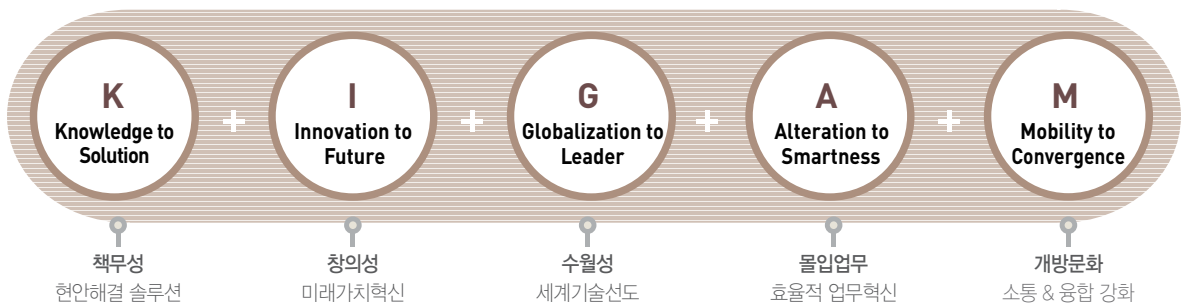 K
Knowledge to
Solution
+
I
Innovation to
Future
+
G
Globalization to
Leader
+
A
Alteration to
Smartness
+
M
Mobility to
Convergence
책무성
현안해결 솔루션
창의성
미래가치혁신
수월성
세계기술선도
몰입업무
효율적 업무혁신
개방문화
소통 & 융합 강화